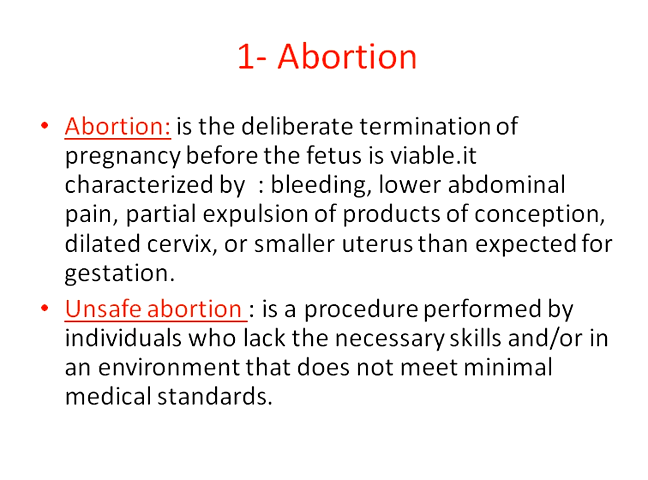 1- Abortion
• Abortion: is the deliberate termination of
pregnancy before the fetus is viable.it
characterized by  : bleeding, lower abdominal
pain, partial expulsion of products of conception,
dilated cervix, or smaller uterus than expected for
gestation.
• Unsafe abortion : is a procedure performed by
individuals who lack the necessary skills and/or in
an environment that does not meet minimal
medical standards.